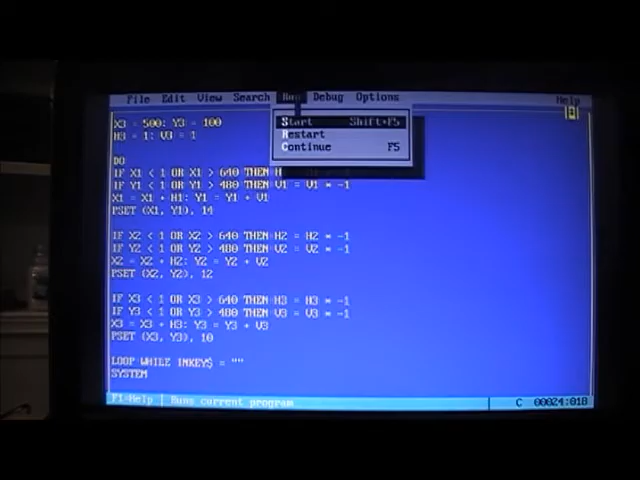 File Edit View Search Run Debug Options Help
X3 = 500: Y3 = 100
H3 = 1: V3 = 1
Start Shift+F5
Restart
Continue F5
DO
IF X1 < 1 OR X1 > 640 THEN H
IF Y1 < 1 OR Y1 > 480 THEN V1 = V1 * -1
X1 = X1 + H1: Y1 = Y1 + V1
PSET (X1, Y1), 14
IF X2 < 1 OR X2 > 640 THEN H2 = H2 * -1
IF Y2 < 1 OR Y2 > 480 THEN V2 = V2 * -1
X2 = X2 + H2: Y2 = Y2 + V2
PSET (X2, Y2), 12
IF X3 < 1 OR X3 > 640 THEN H3 = H3 * -1
IF Y3 < 1 OR Y3 > 480 THEN V3 = V3 * -1
X3 = X3 + H3: Y3 = Y3 + V3
PSET (X3, Y3), 10
LOOP WHILE INKEY$ = ""
SYSTEM
F1=Help | Runs current program C 00024:018